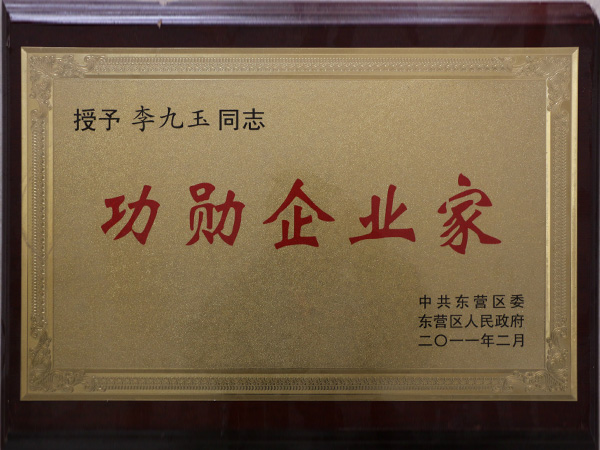 授予 李九玉 同志
功勋企业家
中共东营区委
东营区人民政府
二〇一一年二月